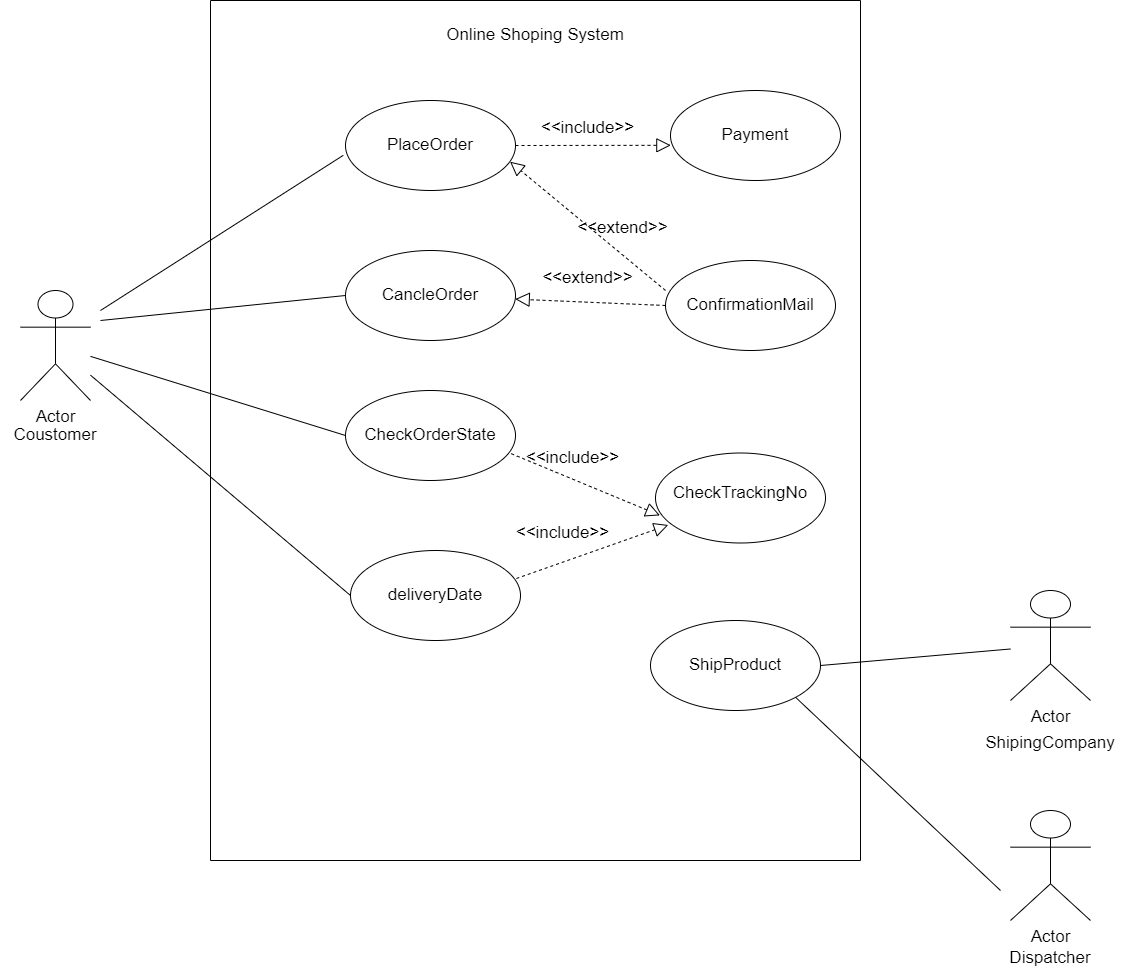 Online Shoping System
PlaceOrder
<<include>>
Payment
<<extend>>
CancleOrder
<<extend>>
ConfirmationMail
Actor
Coustomer
CheckOrderState
<<include>>
CheckTrackingNo
<<include>>
deliveryDate
ShipProduct
Actor
ShipingCompany
Actor
Dispatcher